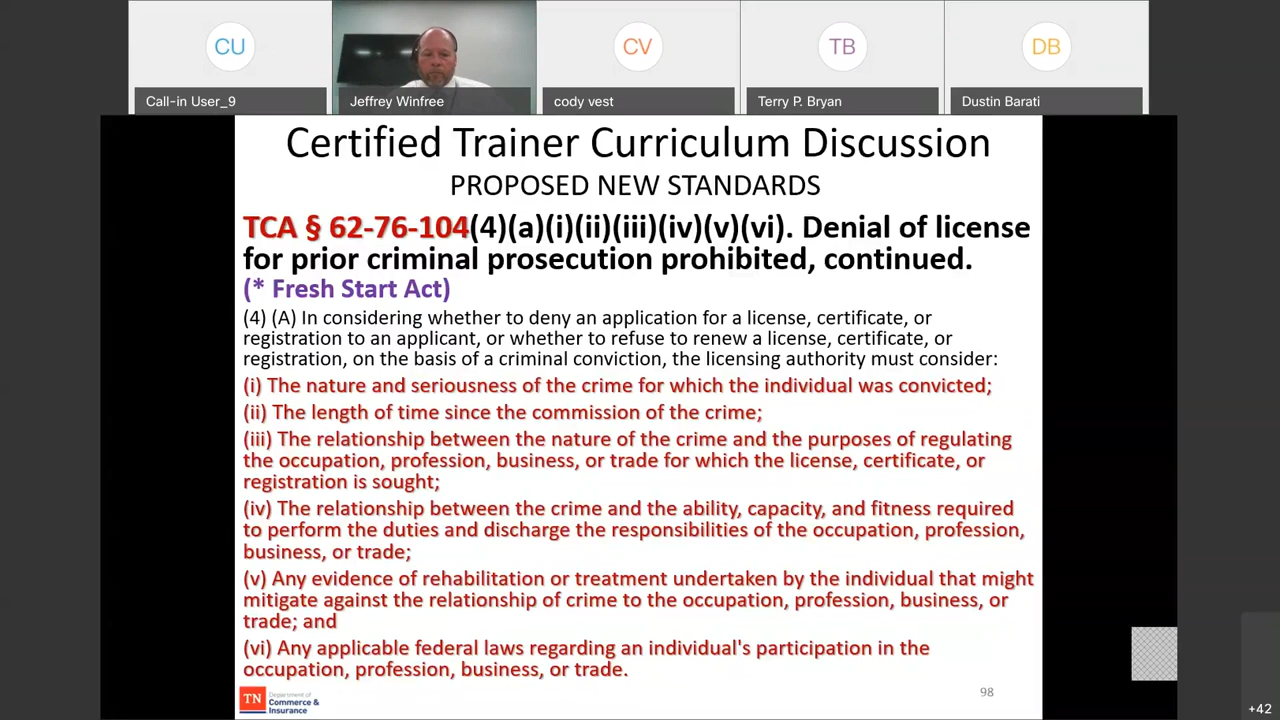 CU
CV
TB
DB
Call-in User_9
Jeffrey Winfree
cody vest
Terry P. Bryan
Dustin Barati
Certified Trainer Curriculum Discussion
PROPOSED NEW STANDARDS
TCA § 62-76-104(4)(a)(i)(ii)(iii)(iv)(v)(vi). Denial of license
for prior criminal prosecution prohibited, continued.
(* Fresh Start Act)
(4) (A) In considering whether to deny an application for a license, certificate, or
registration to an applicant, or whether to refuse to renew a license, certificate, or
registration, on the basis of a criminal conviction, the licensing authority must consider:
(i) The nature and seriousness of the crime for which the individual was convicted;
(ii) The length of time since the commission of the crime;
(iii) The relationship between the nature of the crime and the purposes of regulating
the occupation, profession, business, or trade for which the license, certificate, or
registration is sought;
(iv) The relationship between the crime and the ability, capacity, and fitness required
to perform the duties and discharge the responsibilities of the occupation, profession,
business, or trade;
(v) Any evidence of rehabilitation or treatment undertaken by the individual that might
mitigate against the relationship of crime to the occupation, profession, business, or
trade; and
(vi) Any applicable federal laws regarding an individual's participation in the
occupation, profession, business, or trade.
TN
Department of
Commerce &
Insurance
98
+42